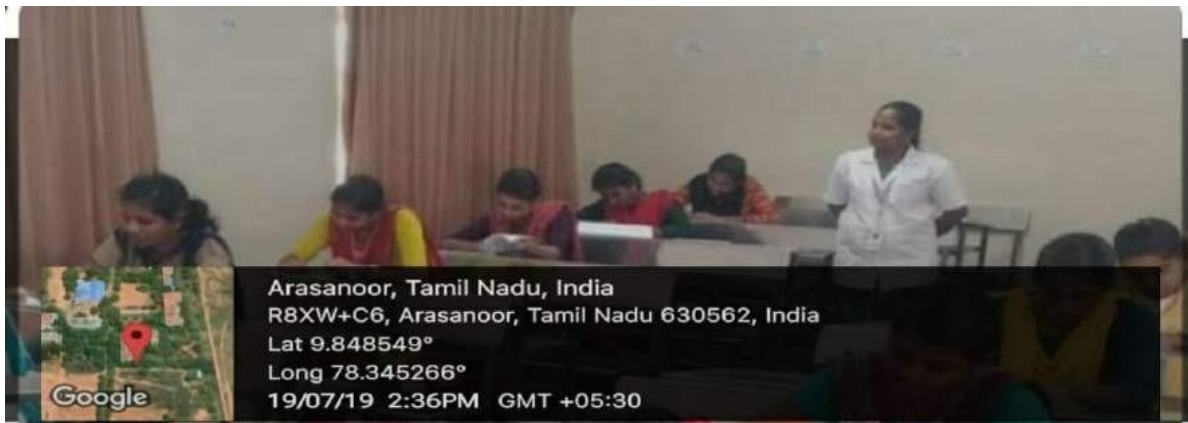 Arasanoor, Tamil Nadu, India
R8XW+C6, Arasanoor, Tamil Nadu 630562, India
Lat 9.848549°
Long 78.345266°
19/07/19 2:36PM GMT +05:30
Google